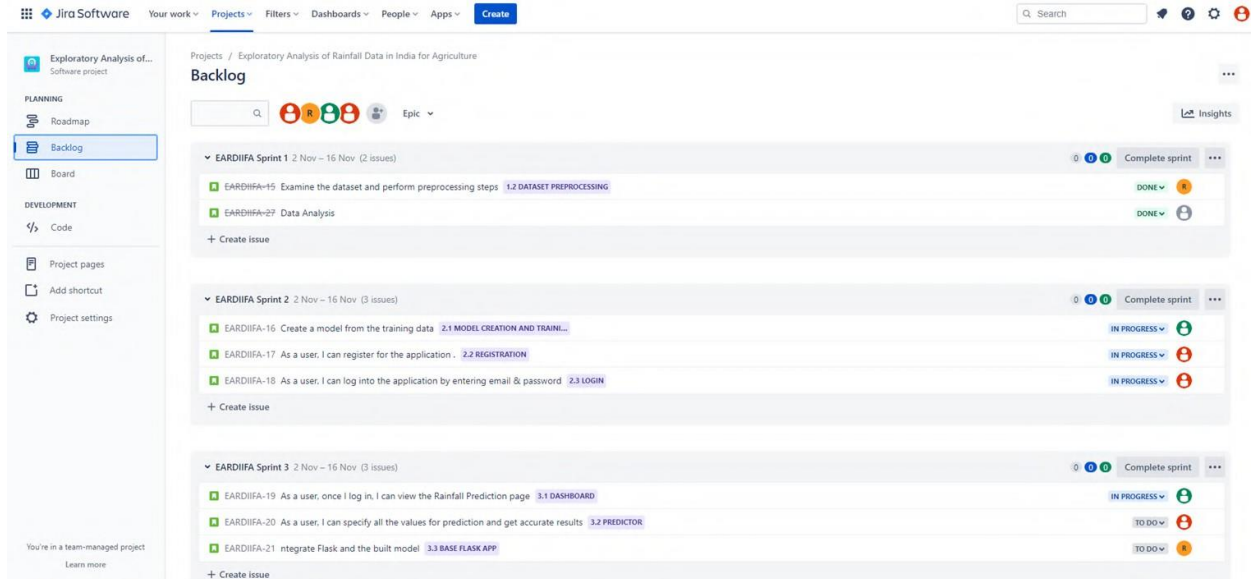 Jira Software Your work Projects Filters Dashboards People Apps Create Search
Exploratory Analysis of...
Software project
PLANNING
Roadmap
Backlog
Board
DEVELOPMENT
Code
Project pages
Add shortcut
Project settings
You're in a team-managed project
Learn more
Projects / Exploratory Analysis of Rainfall Data in India for Agriculture
Backlog
R Epic Insights
EARDIIFA Sprint 1 2 Nov – 16 Nov (2 issues) 0 0 0 Complete sprint
EARDIIFA-15 Examine the dataset and perform preprocessing steps 1.2 DATASET PREPROCESSING DONE R
EARDIIFA-27 Data Analysis DONE
+ Create issue
EARDIIFA Sprint 2 2 Nov – 16 Nov (3 issues) 0 0 0 Complete sprint
EARDIIFA-16 Create a model from the training data 2.1 MODEL CREATION AND TRAINI... IN PROGRESS
EARDIIFA-17 As a user, I can register for the application . 2.2 REGISTRATION IN PROGRESS
EARDIIFA-18 As a user, I can log into the application by entering email & password 2.3 LOGIN IN PROGRESS
+ Create issue
EARDIIFA Sprint 3 2 Nov – 16 Nov (3 issues) 0 0 0 Complete sprint
EARDIIFA-19 As a user, once I log in, I can view the Rainfall Prediction page 3.1 DASHBOARD IN PROGRESS
EARDIIFA-20 As a user, I can specify all the values for prediction and get accurate results 3.2 PREDICTOR TO DO
EARDIIFA-21 ntegrate Flask and the built model 3.3 BASE FLASK APP TO DO R
+ Create issue